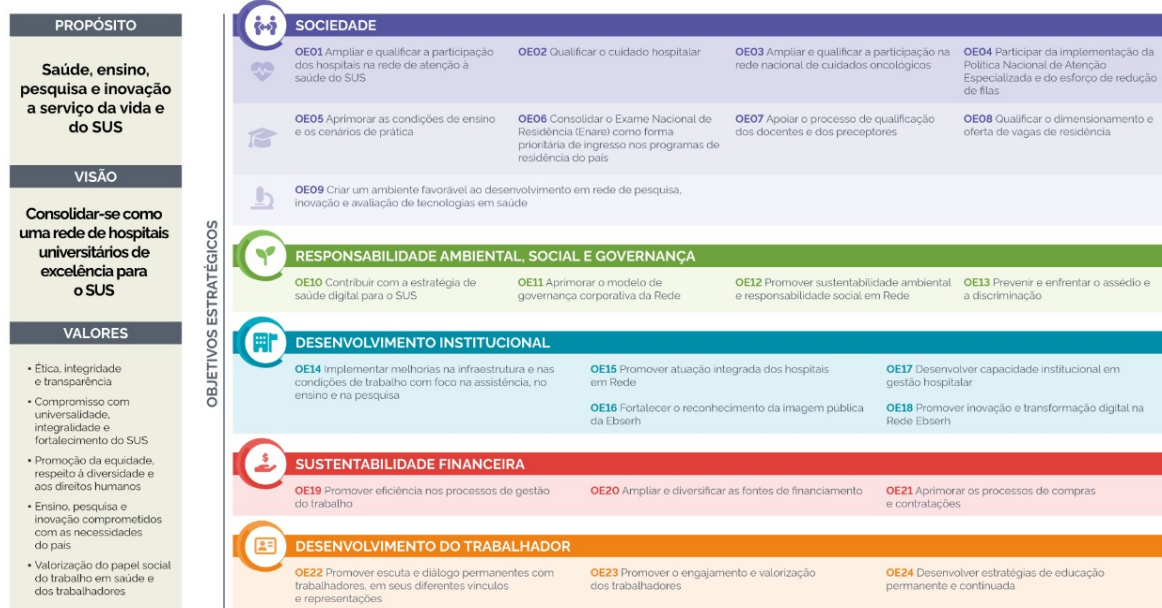 PROPÓSITO
Saúde, ensino,
pesquisa e inovação
a serviço da vida e
do SUS
VISÃO
Consolidar-se como
uma rede de hospitais
universitários de
excelência para
o SUS
VALORES
▪ Ética, integridade
e transparência
▪ Compromisso com
universalidade,
integralidade e
fortalecimento do SUS
▪ Promoção da equidade,
respeito à diversidade e
aos direitos humanos
▪ Ensino, pesquisa e
inovação comprometidos
com as necessidades
do país
▪ Valorização do papel social
do trabalho em saúde e
dos trabalhadores
OBJETIVOS ESTRATÉGICOS
SOCIEDADE
OE01 Ampliar e qualificar a participação
dos hospitais na rede de atenção à
saúde do SUS
OE02 Qualificar o cuidado hospitalar
OE03 Ampliar e qualificar a participação na
rede nacional de cuidados oncológicos
OE04 Participar da implementação da
Política Nacional de Atenção
Especializada e do esforço de redução
de filas
OE05 Aprimorar as condições de ensino
e os cenários de prática
OE06 Consolidar o Exame Nacional de
Residência (Enare) como forma
prioritária de ingresso nos programas de
residência do país
OE07 Apoiar o processo de qualificação
dos docentes e dos preceptores
OE08 Qualificar o dimensionamento e
oferta de vagas de residência
OE09 Criar um ambiente favorável ao desenvolvimento em rede de pesquisa,
inovação e avaliação de tecnologias em saúde
RESPONSABILIDADE AMBIENTAL, SOCIAL E GOVERNANÇA
OE10 Contribuir com a estratégia de
saúde digital para o SUS
OE11 Aprimorar o modelo de
governança corporativa da Rede
OE12 Promover sustentabilidade ambiental
e responsabilidade social em Rede
OE13 Prevenir e enfrentar o assédio e
a discriminação
DESENVOLVIMENTO INSTITUCIONAL
OE14 Implementar melhorias na infraestrutura e nas
condições de trabalho com foco na assistência, no
ensino e na pesquisa
OE15 Promover atuação integrada dos hospitais
em Rede
OE16 Fortalecer o reconhecimento da imagem pública
da Ebserh
OE17 Desenvolver capacidade institucional em
gestão hospitalar
OE18 Promover inovação e transformação digital na
Rede Ebserh
$
SUSTENTABILIDADE FINANCEIRA
OE19 Promover eficiência nos processos de gestão
do trabalho
OE20 Ampliar e diversificar as fontes de financiamento
OE21 Aprimorar os processos de compras
e contratações
DESENVOLVIMENTO DO TRABALHADOR
OE22 Promover escuta e diálogo permanentes com
trabalhadores, em seus diferentes vínculos
e representações
OE23 Promover o engajamento e valorização
dos trabalhadores
OE24 Desenvolver estratégias de educação
permanente e continuada